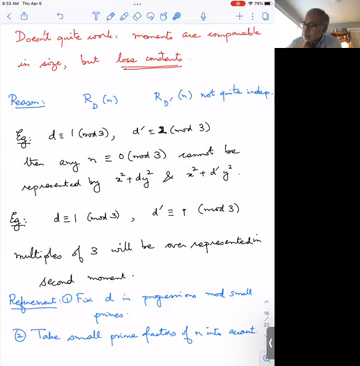 8:33 AM Thu Apr 6
79%
Doesn't quite work: moments are comparable
in size, but lose constants
Reason: R_D (n) R_D' (n) not quite indep.
Eg: d ≡ 1 (mod 3), d' ≡ 2 (mod 3)
then any n ≡ 0 (mod 3) cannot be
represented by x²+dy² & x²+d'y²
Eg: d ≡ 1 (mod 3) d' ≡ 1 (mod 3)
multiples of 3 will be over represented in
second moment.
Refinement: ① Fix d in progressions mod small
primes.
② Take small prime factors of n into account.